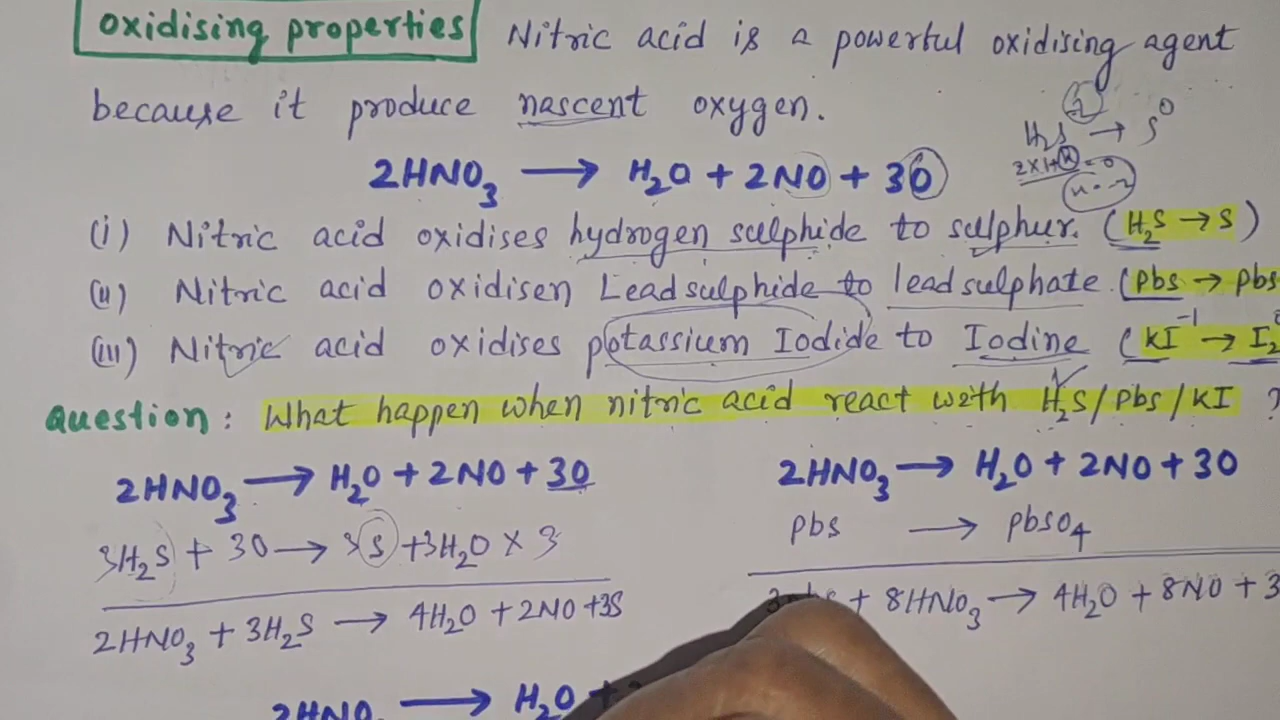 oxidising properties Nitric acid is a powerful oxidising agent
because it produce nascent oxygen.
H₂S → S⁰
2HNO₃ → H₂O + 2NO + 3O
(i) Nitric acid oxidises hydrogen sulphide to sulphur. (H₂S → S)
(ii) Nitric acid oxidisen Lead sulphide to lead sulphate. (pbs → pbs
(iii) Nitric acid oxidises potassium Iodide to Iodine (KI⁻¹ → I₂
Question : What happen when nitric acid react with H₂S/pbs/KI ?
2HNO₃ → H₂O + 2NO + 3O
3H₂S + 3O → 3S + 3H₂O × 3
2HNO₃ + 3H₂S → 4H₂O + 2NO + 3S
2HNO₃ → H₂O + 2NO + 3O
pbs → pbso₄
+ 8HNO₃ → 4H₂O + 8NO + 3
2HNO₃ → H₂O +